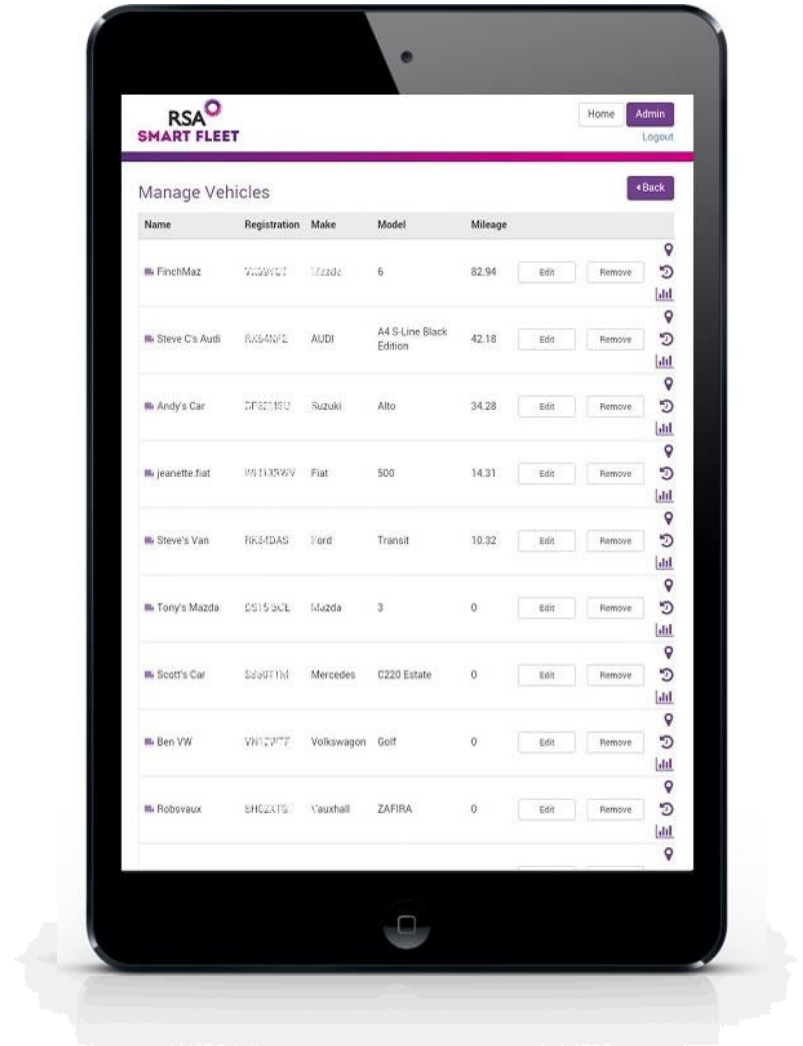 RSA
SMART FLEET
Home Admin
Logout
Manage Vehicles
Back
Name Registration Make Model Mileage
FinchMaz 6 82.94 Edit Remove
Steve C's Audi AUDI A4 S-Line Black Edition 42.18 Edit Remove
Andy's Car Suzuki Alto 34.28 Edit Remove
jeanette.fiat Fiat 500 14.31 Edit Remove
Steve's Van Ford Transit 10.32 Edit Remove
Tony's Mazda Mazda 3 0 Edit Remove
Scott's Car Mercedes C220 Estate 0 Edit Remove
Ben VW Volkswagon Golf 0 Edit Remove
Robsvaux Vauxhall ZAFIRA 0 Edit Remove